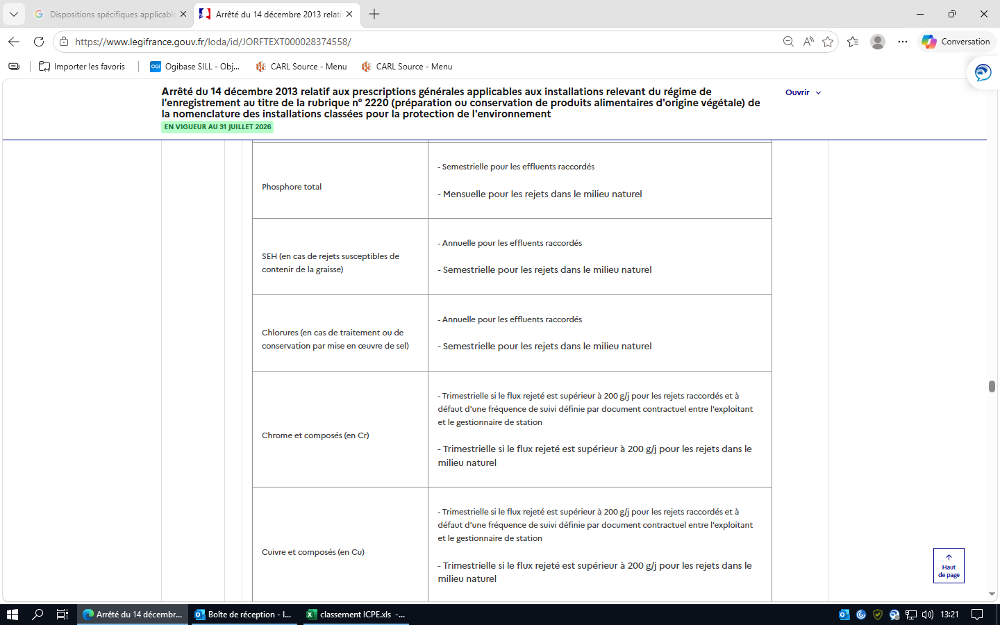 Dispositions spécifiques applicable
Arrêté du 14 décembre 2013 relati
https://www.legifrance.gouv.fr/loda/id/JORFTEXT000028374558/
Conversation
Importer les favoris
OGI
Ogibase SILL - Obj...
CARL Source - Menu
CARL Source - Menu
Arrêté du 14 décembre 2013 relatif aux prescriptions générales applicables aux installations relevant du régime de
l'enregistrement au titre de la rubrique n° 2220 (préparation ou conservation de produits alimentaires d'origine végétale) de
la nomenclature des installations classées pour la protection de l'environnement
Ouvrir
EN VIGUEUR AU 31 JUILLET 2026
Phosphore total
- Semestrielle pour les effluents raccordés
- Mensuelle pour les rejets dans le milieu naturel
SEH (en cas de rejets susceptibles de
contenir de la graisse)
- Annuelle pour les effluents raccordés
- Semestrielle pour les rejets dans le milieu naturel
Chlorures (en cas de traitement ou de
conservation par mise en œuvre de sel)
- Annuelle pour les effluents raccordés
- Semestrielle pour les rejets dans le milieu naturel
Chrome et composés (en Cr)
- Trimestrielle si le flux rejeté est supérieur à 200 g/j pour les rejets raccordés et à
défaut d'une fréquence de suivi définie par document contractuel entre l'exploitant
et le gestionnaire de station
- Trimestrielle si le flux rejeté est supérieur à 200 g/j pour les rejets dans le
milieu naturel
Cuivre et composés (en Cu)
- Trimestrielle si le flux rejeté est supérieur à 200 g/j pour les rejets raccordés et à
défaut d'une fréquence de suivi définie par document contractuel entre l'exploitant
et le gestionnaire de station
- Trimestrielle si le flux rejeté est supérieur à 200 g/j pour les rejets dans le
milieu naturel
Haut
de page
Arrêté du 14 décembr...
Boîte de réception - I...
classement ICPE.xls -...
13:21